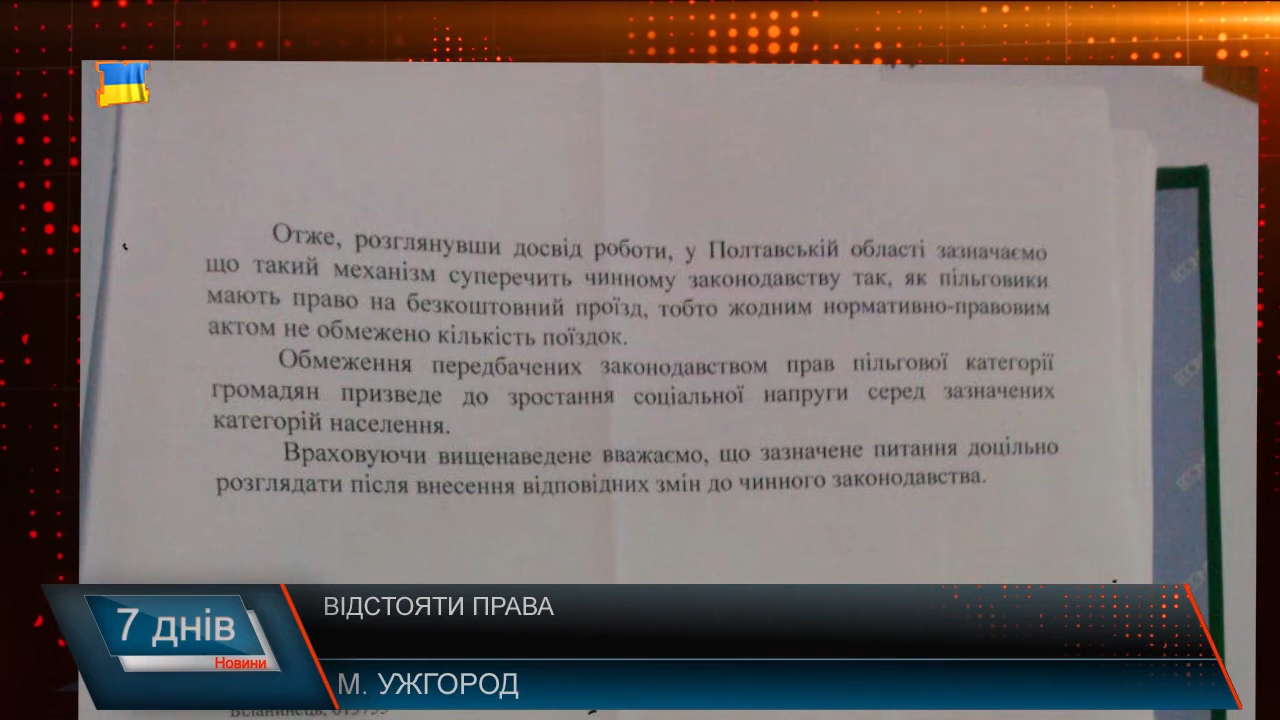 Отже, розглянувши досвід роботи, у Полтавській області зазначаємо
що такий механізм суперечить чинному законодавству так, як пільговики
мають право на безкоштовний проїзд, тобто жодним нормативно-правовим
актом не обмежено кількість поїздок.
Обмеження передбачених законодавством прав пільгової категорії
громадян призведе до зростання соціальної напруги серед зазначених
категорій населення.
Враховуючи вищенаведене вважаємо, що зазначене питання доцільно
розглядати після внесення відповідних змін до чинного законодавства.
7 днів
Новини
ВІДСТОЯТИ ПРАВА
М. УЖГОРОД